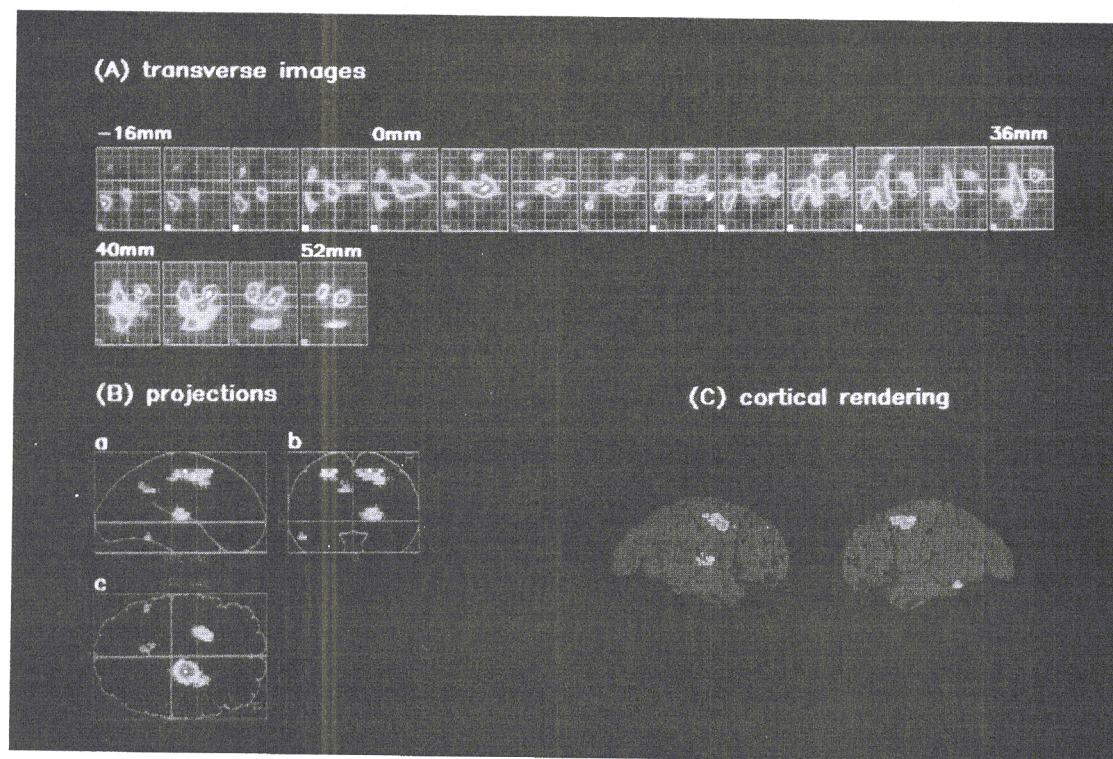 (A) transverse images
-16mm 0mm 36mm
40mm 52mm
(B) projections
(C) cortical rendering
a b
c